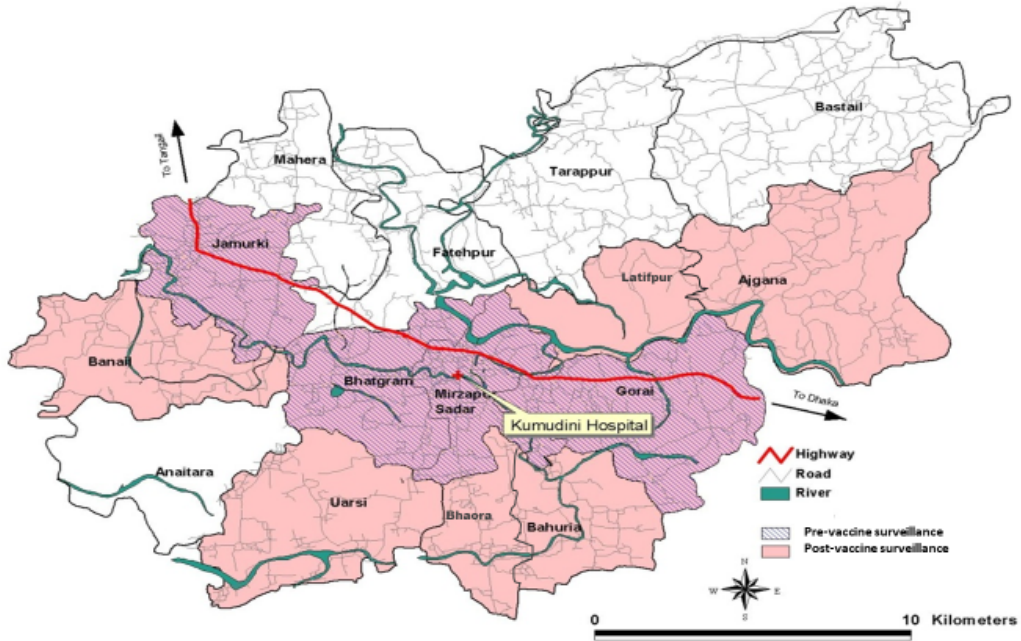 Bastail
Mahera
Tarappur
To Tangail
Jamurki
Fatehpur
Latifpur
Ajgana
Banail
Bhatgram
Mirzapur
Sadar
Gorai
To Dhaka
Kumudini Hospital
Highway
Road
River
Anaitara
Uarsi
Bhaora
Bahuria
Pre-vaccine surveillance
Post-vaccine surveillance
N
W E
S
0 10 Kilometers